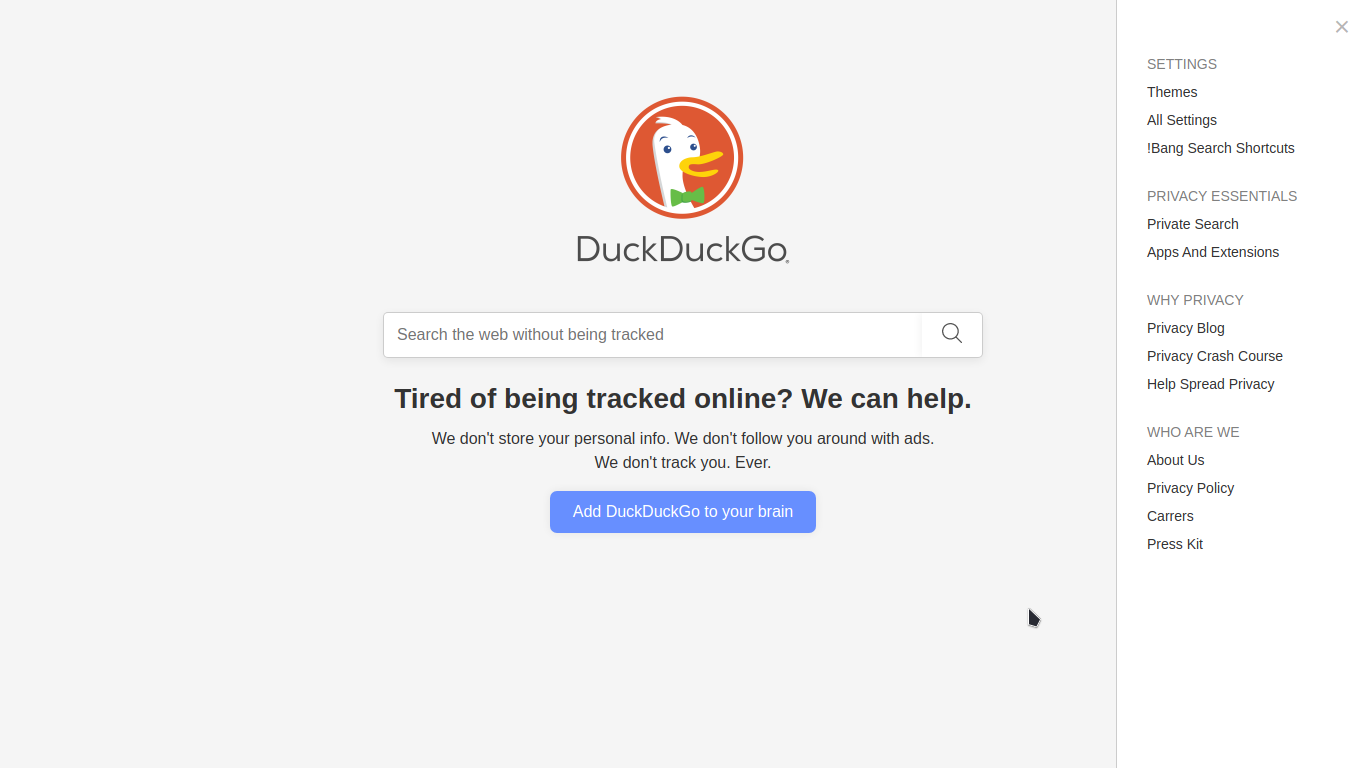 DuckDuckGo
Search the web without being tracked
Tired of being tracked online? We can help.
We don't store your personal info. We don't follow you around with ads.
We don't track you. Ever.
Add DuckDuckGo to your brain
SETTINGS
Themes
All Settings
!Bang Search Shortcuts
PRIVACY ESSENTIALS
Private Search
Apps And Extensions
WHY PRIVACY
Privacy Blog
Privacy Crash Course
Help Spread Privacy
WHO ARE WE
About Us
Privacy Policy
Carrers
Press Kit